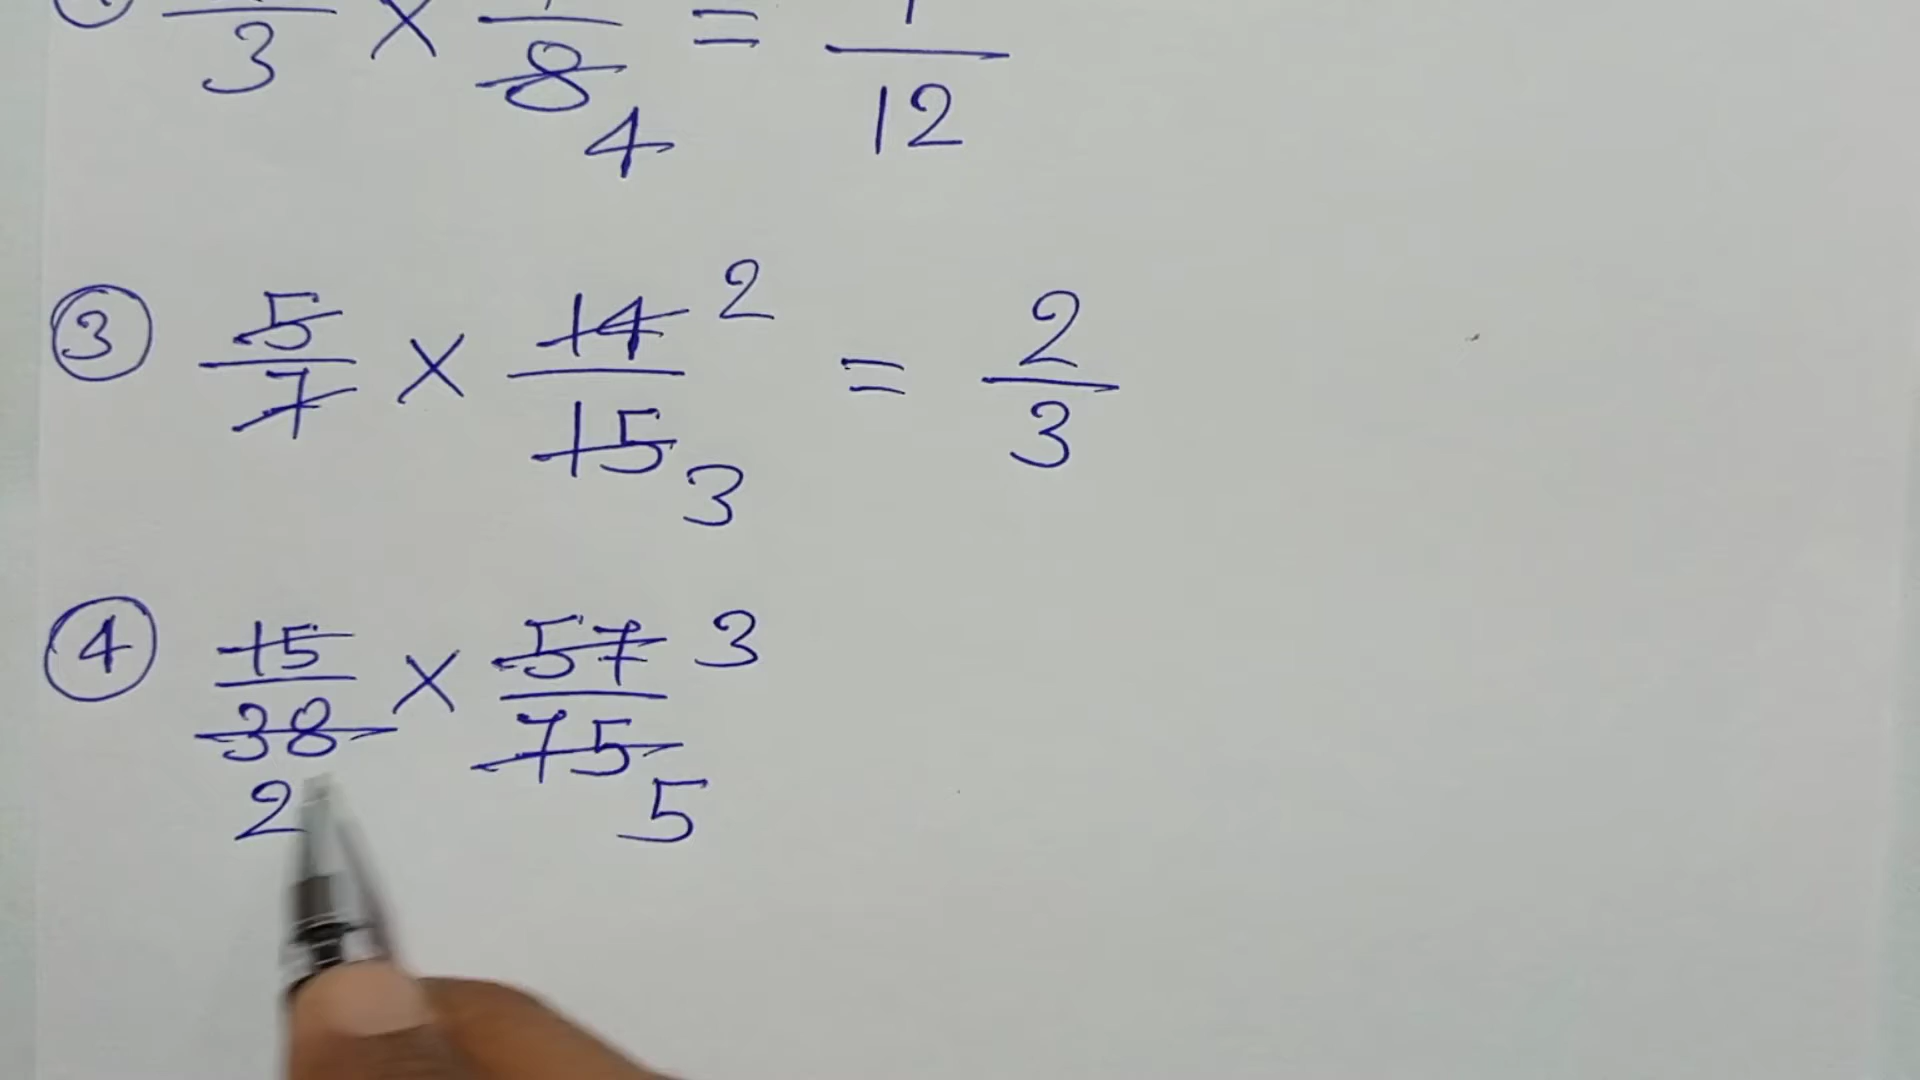 3 × 8 4 = 1/12
③ 5/7 × 14/15 2 3 = 2/3
④ 15/38 2 × 57/75 3 5